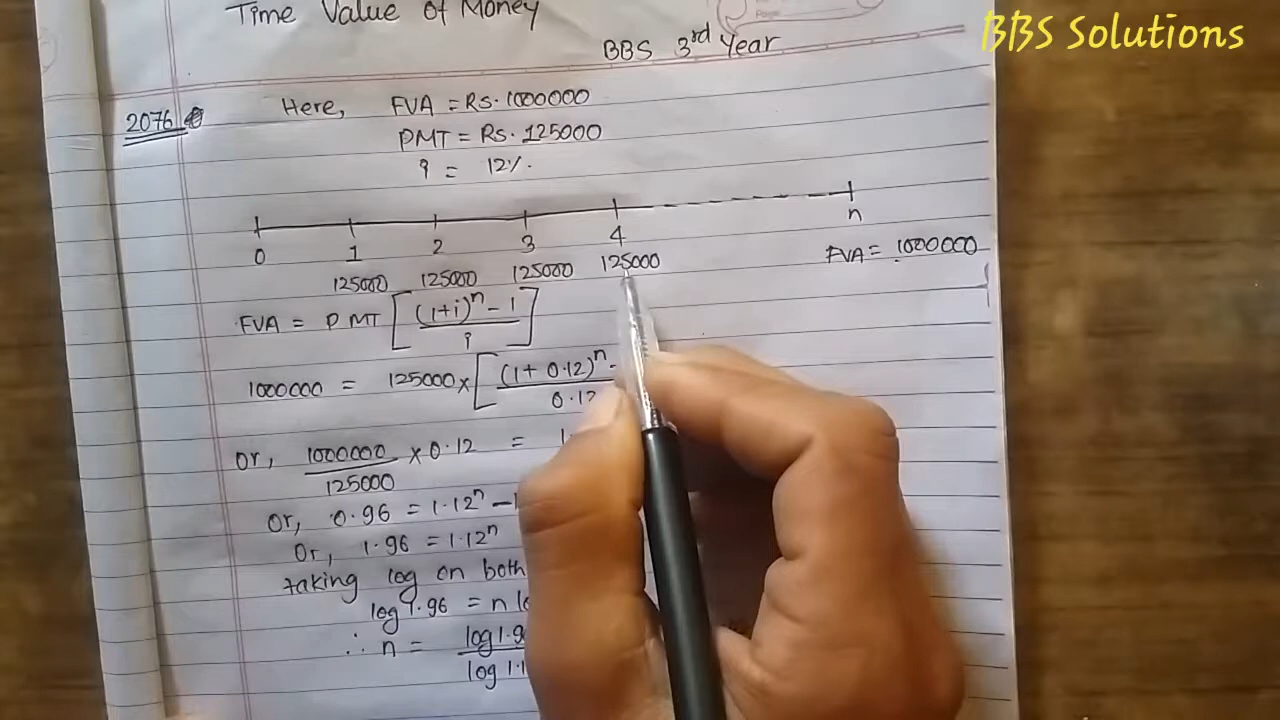 Time Value of Money
BBS Solutions
BBS 3rd Year
2076
Here, FVA = Rs. 1000000
PMT = Rs. 125000
i = 12%.
0 1 2 3 4 n
125000 125000 125000 125000 FVA = 1000000
FVA = PMT [ (1+i)^n - 1 / i ]
1000000 = 125000 x [ (1 + 0.12)^n - / 0.12
Or, 1000000 / 125000 x 0.12 = 1
Or, 0.96 = 1.12^n - 1
Or, 1.96 = 1.12^n
taking log on both
log 1.96 = n
∴ n = log 1.9 / log 1.1